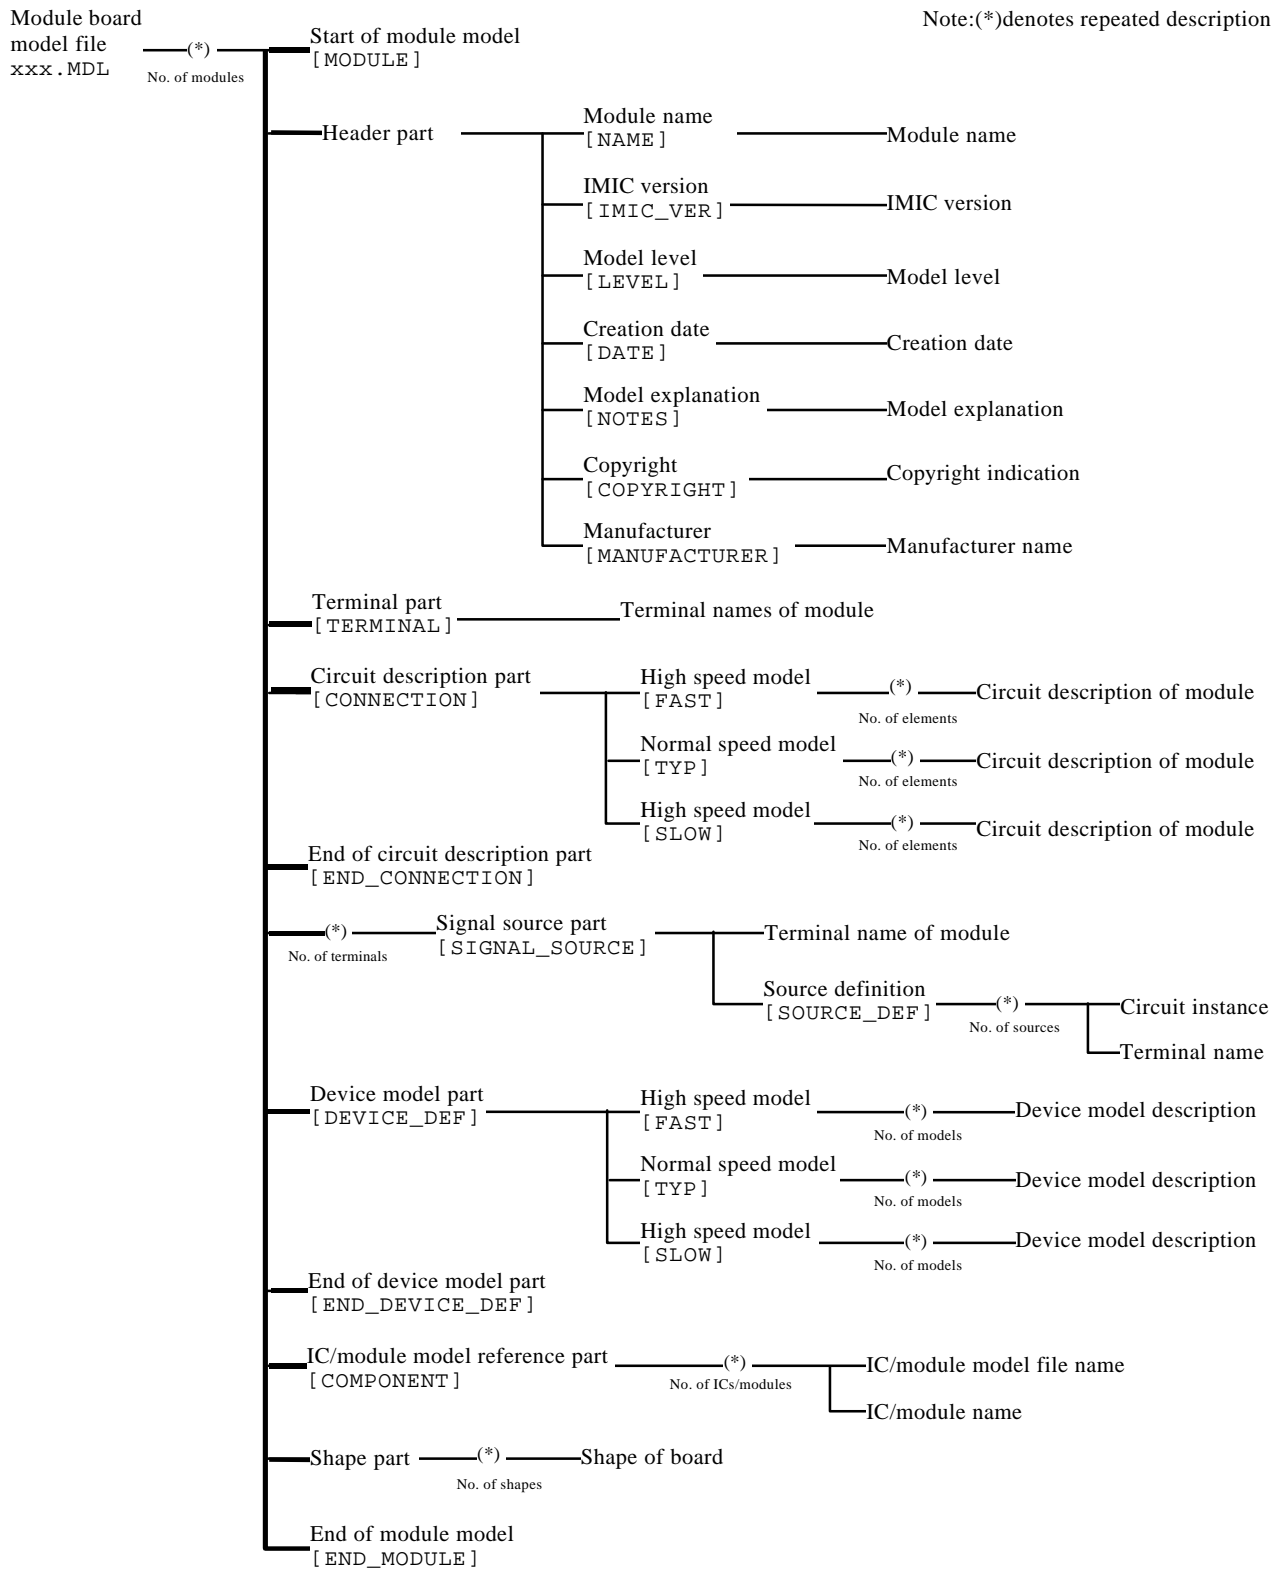 Module board
model file
xxx.MDL
(*)
No. of modules
Note:(*)denotes repeated description
Start of module model
[MODULE]
Header part
Module name
[NAME]
Module name
IMIC version
[IMIC_VER]
IMIC version
Model level
[LEVEL]
Model level
Creation date
[DATE]
Creation date
Model explanation
[NOTES]
Model explanation
Copyright
[COPYRIGHT]
Copyright indication
Manufacturer
[MANUFACTURER]
Manufacturer name
Terminal part
[TERMINAL]
Terminal names of module
Circuit description part
[CONNECTION]
High speed model
[FAST]
(*)
No. of elements
Circuit description of module
Normal speed model
[TYP]
(*)
No. of elements
Circuit description of module
High speed model
[SLOW]
(*)
No. of elements
Circuit description of module
End of circuit description part
[END_CONNECTION]
(*)
No. of terminals
Signal source part
[SIGNAL_SOURCE]
Terminal name of module
Source definition
[SOURCE_DEF]
(*)
No. of sources
Circuit instance
Terminal name
Device model part
[DEVICE_DEF]
High speed model
[FAST]
(*)
No. of models
Device model description
Normal speed model
[TYP]
(*)
No. of models
Device model description
High speed model
[SLOW]
(*)
No. of models
Device model description
End of device model part
[END_DEVICE_DEF]
IC/module model reference part
[COMPONENT]
(*)
No. of ICs/modules
IC/module model file name
IC/module name
Shape part
(*)
No. of shapes
Shape of board
End of module model
[END_MODULE]